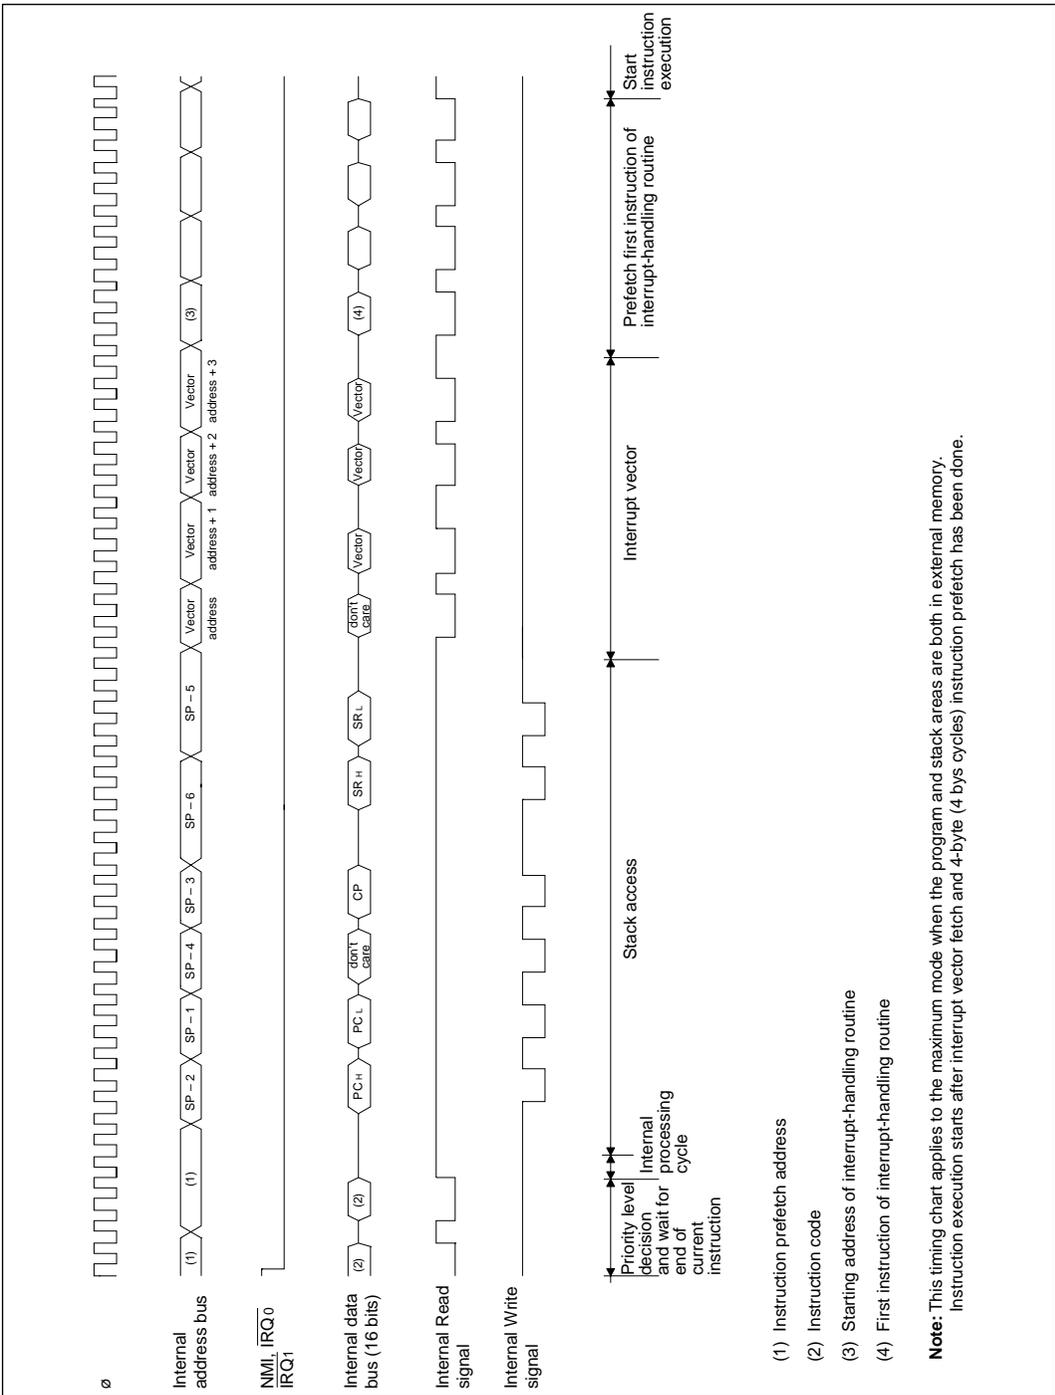 ø
Internal
address bus
(1)
(1)
SP – 2
SP – 1
SP – 4
SP – 3
SP – 6
SP – 5
Vector
address
Vector
address + 1
Vector
address + 2
Vector
address + 3
(3)
NMI, IRQ 0
IRQ1
Internal data
bus (16 bits)
(2)
(2)
PC H
PC L
don't
care
CP
SR H
SR L
don't
care
Vector
Vector
Vector
(4)
Internal Read
signal
Internal Write
signal
Priority level
decision
and wait for
end of
current
instruction
Internal
processing
cycle
Stack access
Interrupt vector
Prefetch first instruction of
interrupt-handling routine
Start
instruction
execution
(1) Instruction prefetch address
(2) Instruction code
(3) Starting address of interrupt-handling routine
(4) First instruction of interrupt-handling routine
Note: This timing chart applies to the maximum mode when the program and stack areas are both in external memory.
Instruction execution starts after interrupt vector fetch and 4-byte (4 bys cycles) instruction prefetch has been done.